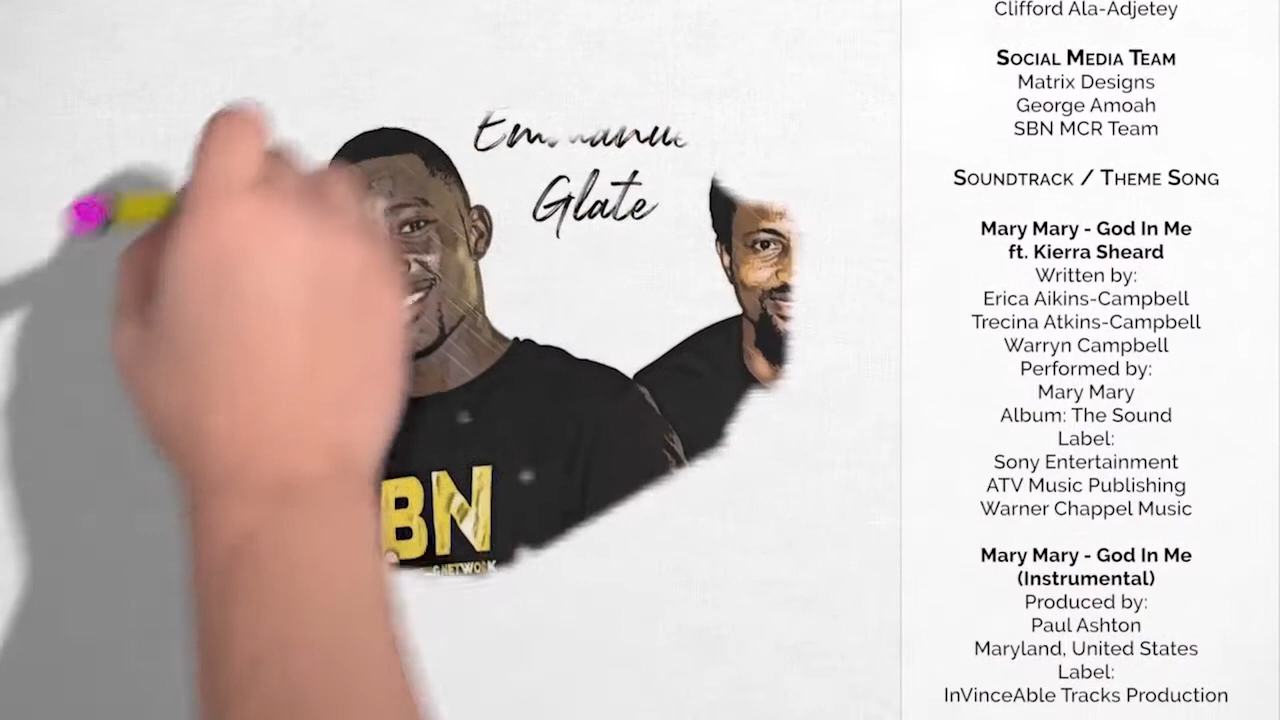 Glate
BN
NETWORK
Clifford Ala-Adjetey
SOCIAL MEDIA TEAM
Matrix Designs
George Amoah
SBN MCR Team
SOUNDTRACK / THEME SONG
Mary Mary - God In Me
ft. Kierra Sheard
Written by:
Erica Aikins-Campbell
Trecina Atkins-Campbell
Warryn Campbell
Performed by:
Mary Mary
Album: The Sound
Label:
Sony Entertainment
ATV Music Publishing
Warner Chappel Music
Mary Mary - God In Me
(Instrumental)
Produced by:
Paul Ashton
Maryland, United States
Label:
InVinceAble Tracks Production